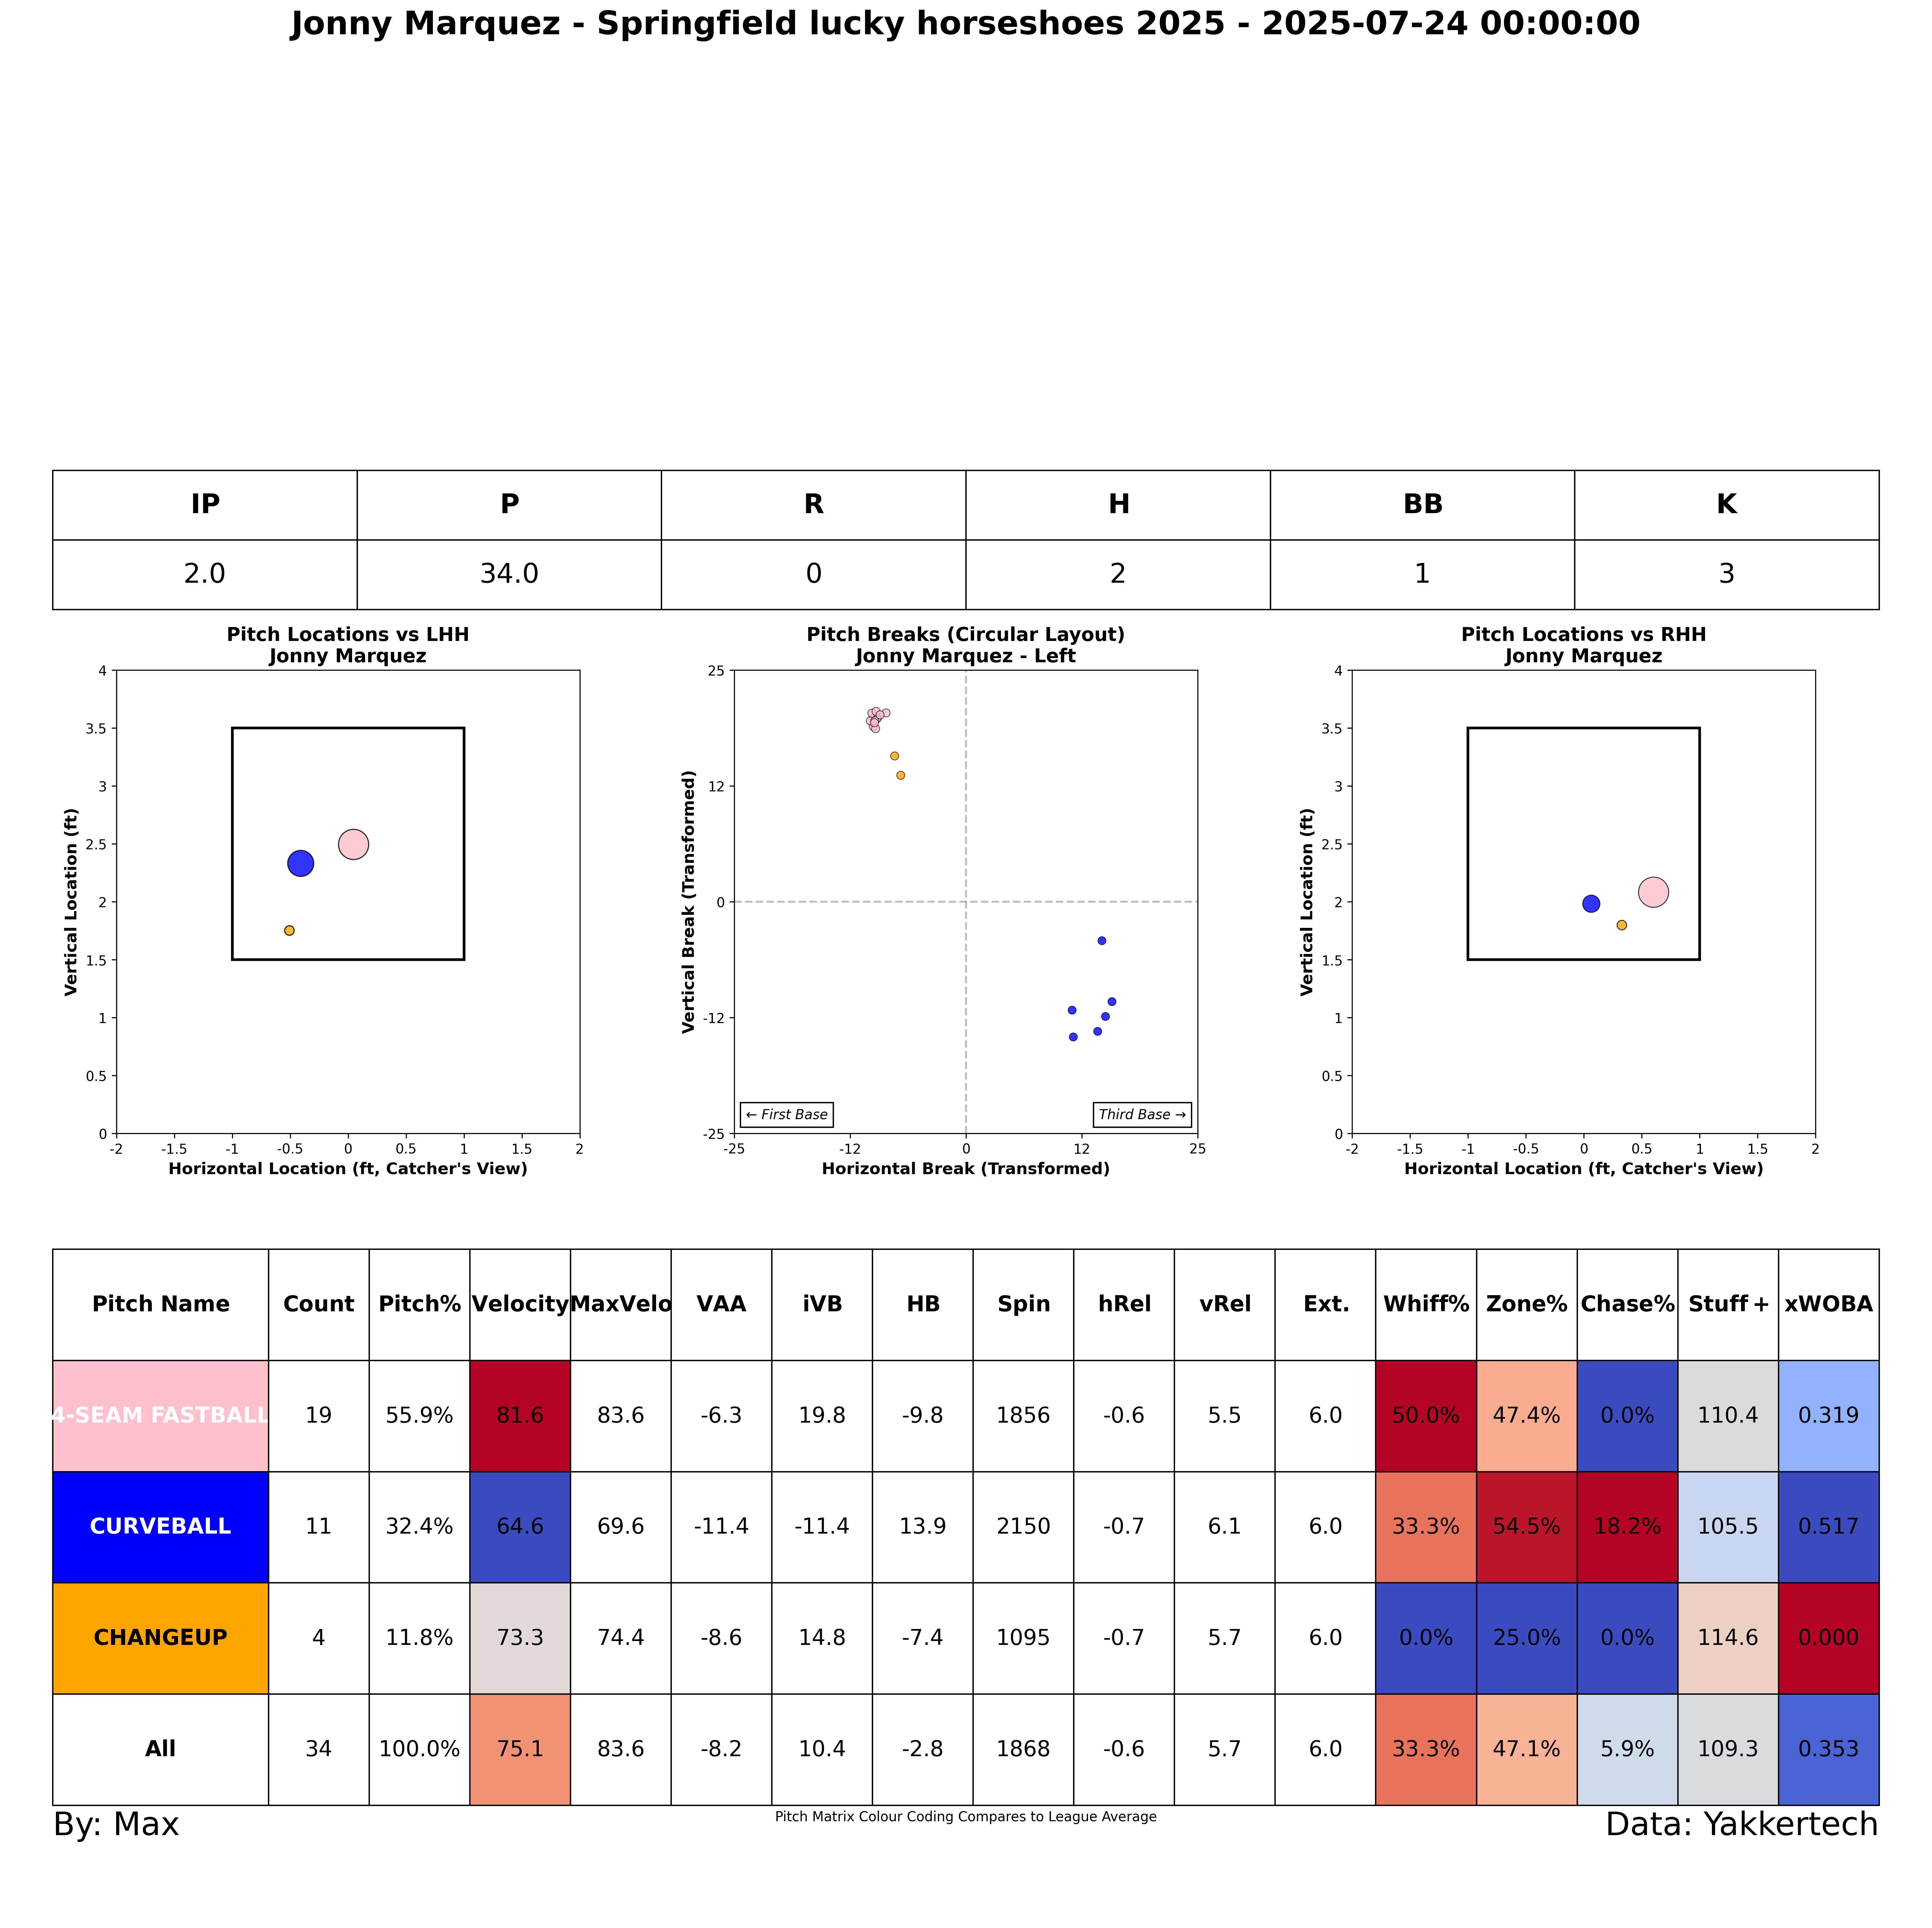 Jonny Marquez - Springfield lucky horseshoes 2025 - 2025-07-24 00:00:00
IP P R H BB K
2.0 34.0 0 2 1 3
Pitch Locations vs LHH
Jonny Marquez
4
3.5
3
2.5
2
1.5
1
0.5
0
-2 -1.5 -1 -0.5 0 0.5 1 1.5 2
Vertical Location (ft)
Horizontal Location (ft, Catcher's View)
Pitch Breaks (Circular Layout)
Jonny Marquez - Left
25
12
0
-12
-25
-25 -12 0 12 25
Vertical Break (Transformed)
← First Base
Third Base →
Horizontal Break (Transformed)
Pitch Locations vs RHH
Jonny Marquez
4
3.5
3
2.5
2
1.5
1
0.5
0
-2 -1.5 -1 -0.5 0 0.5 1 1.5 2
Vertical Location (ft)
Horizontal Location (ft, Catcher's View)
Pitch Name Count Pitch% Velocity MaxVelo VAA iVB HB Spin hRel vRel Ext. Whiff% Zone% Chase% Stuff+ xWOBA
4-SEAM FASTBALL 19 55.9% 81.6 83.6 -6.3 19.8 -9.8 1856 -0.6 5.5 6.0 50.0% 47.4% 0.0% 110.4 0.319
CURVEBALL 11 32.4% 64.6 69.6 -11.4 -11.4 13.9 2150 -0.7 6.1 6.0 33.3% 54.5% 18.2% 105.5 0.517
CHANGEUP 4 11.8% 73.3 74.4 -8.6 14.8 -7.4 1095 -0.7 5.7 6.0 0.0% 25.0% 0.0% 114.6 0.000
All 34 100.0% 75.1 83.6 -8.2 10.4 -2.8 1868 -0.6 5.7 6.0 33.3% 47.1% 5.9% 109.3 0.353
By: Max
Pitch Matrix Colour Coding Compares to League Average
Data: Yakkertech